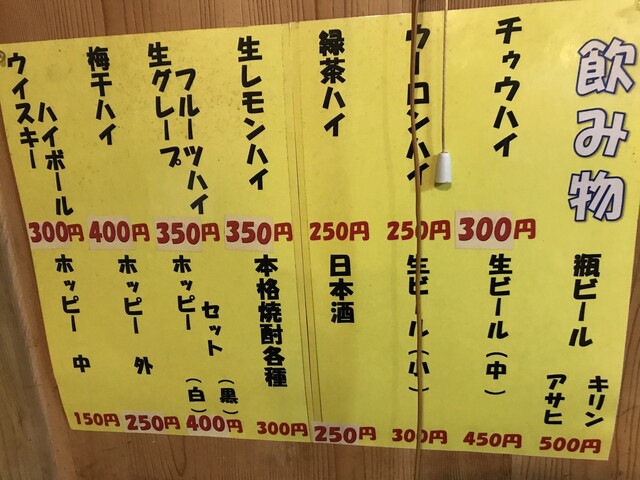 飲み物
チュウハイ
300円
ウーロンハイ
250円
緑茶ハイ
250円
生レモンハイ
350円
生グレープ
フルーツハイ
350円
梅干ハイ
400円
ウイスキー
ハイボール
300円
瓶ビール
キリン
アサヒ
500円
生ビール(中)
450円
生ビール(小)
300円
日本酒
250円
本格焼酎各種
300円
ホッピー
セット
(黒)
(白)
400円
ホッピー 外
250円
ホッピー 中
150円